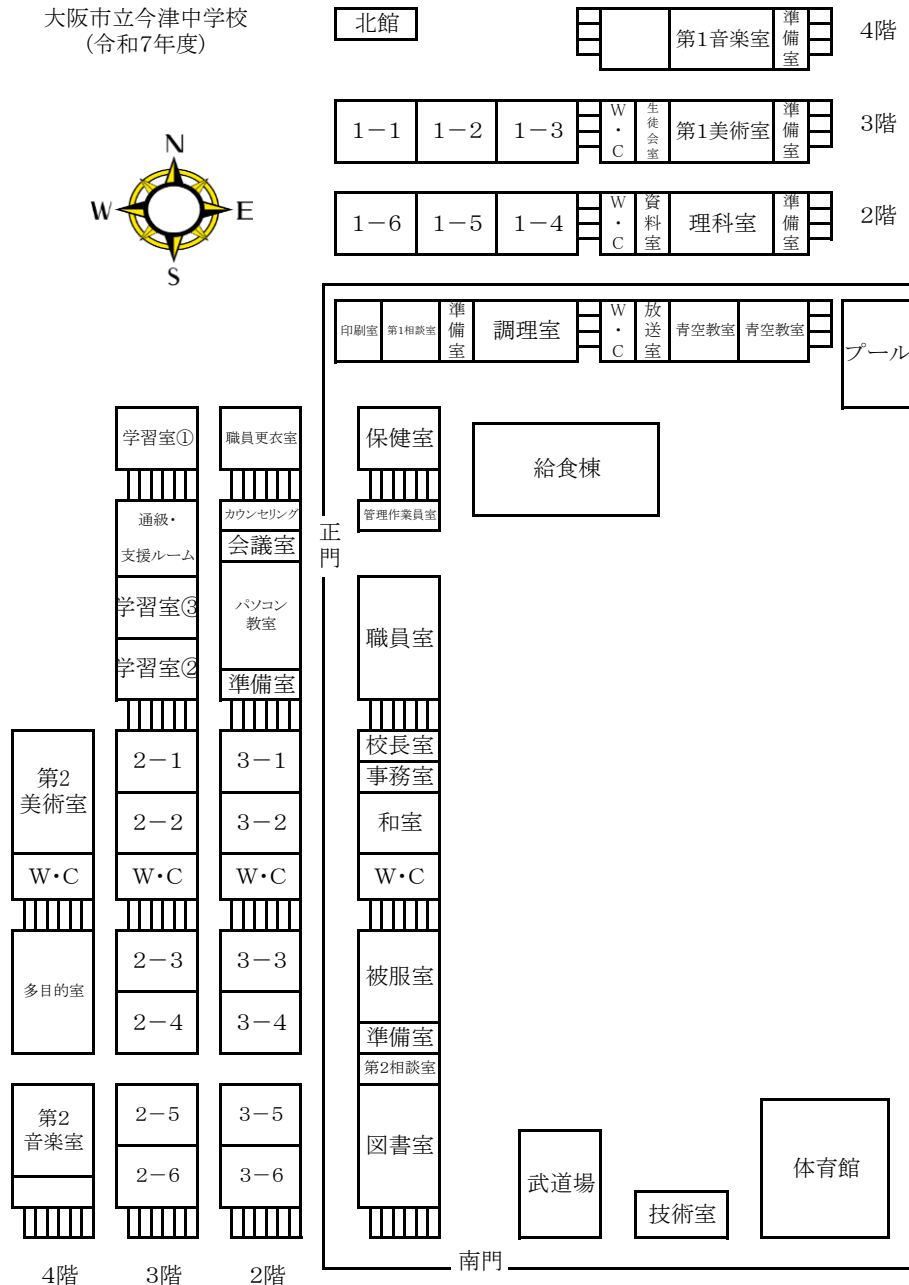 大阪市立今津中学校
(令和7年度)
北館
第1音楽室
準備室
4階
1－1
1－2
1－3
W・C
生徒会室
第1美術室
準備室
3階
N
W
E
S
1－6
1－5
1－4
W・C
資料室
理科室
準備室
2階
印刷室
第1相談室
準備室
調理室
W・C
放送室
青空教室
青空教室
プール
学習室①
職員更衣室
保健室
給食棟
通級・
支援ルーム
カウンセリング
会議室
正門
管理作業員室
学習室③
パソコン
教室
職員室
学習室②
準備室
第2
美術室
2－1
3－1
校長室
事務室
2－2
3－2
和室
W・C
W・C
W・C
W・C
多目的室
2－3
3－3
被服室
2－4
3－4
準備室
第2相談室
第2
音楽室
2－5
3－5
図書室
2－6
3－6
武道場
技術室
体育館
南門
4階
3階
2階